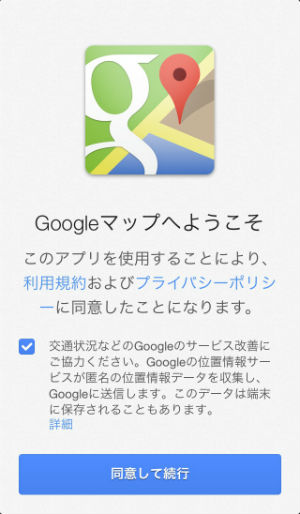 Googleマップへようこそ
このアプリを使用することにより、
利用規約およびプライバシーポリシ
ーに同意したことになります。
交通状況などのGoogleのサービス改善に
ご協力ください。Googleの位置情報サー
ビスが匿名の位置情報データを収集し、
Googleに送信します。このデータは端末
に保存されることもあります。
詳細
同意して続行